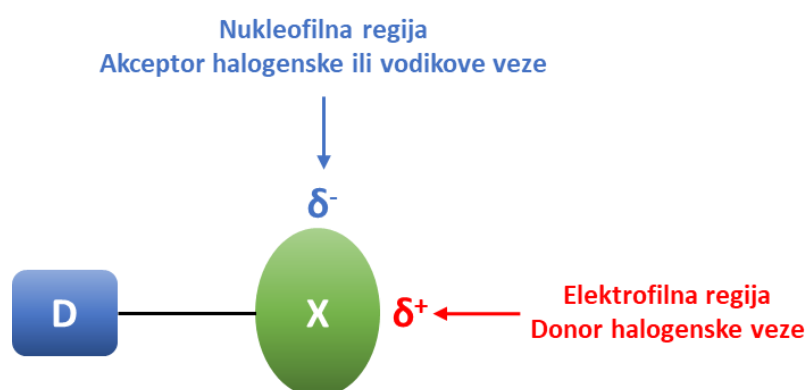 Nukleofilna regija
Akceptor halogenske ili vodikove veze
δ-
D
X
δ+
Elektrofilna regija
Donor halogenske veze